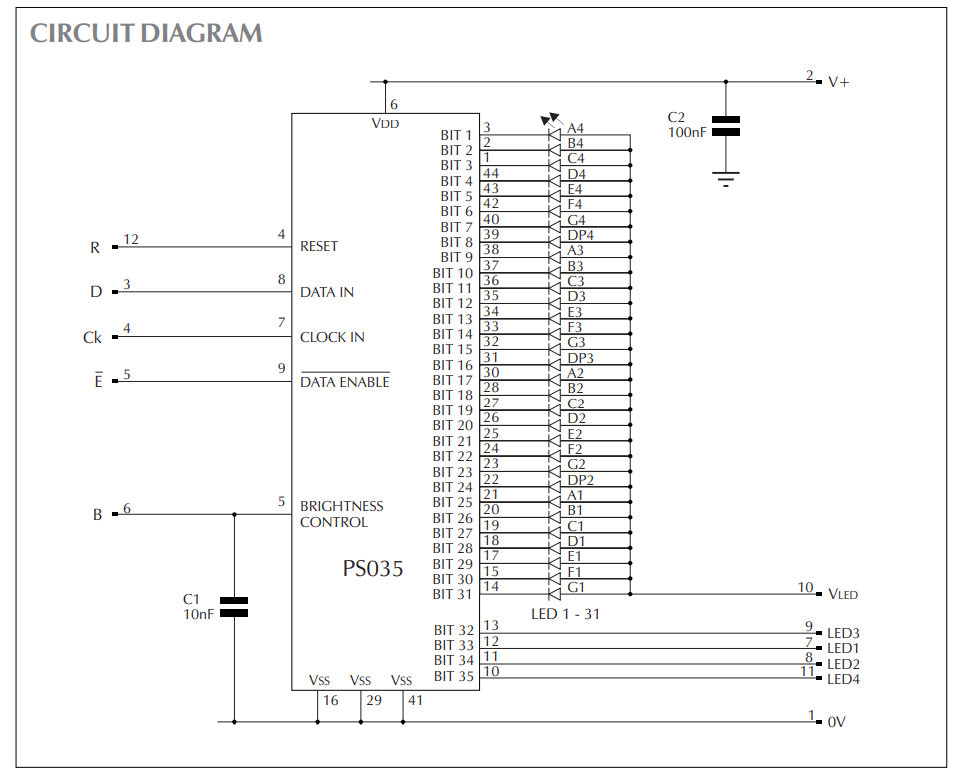 CIRCUIT DIAGRAM
2 V+
6
VDD
C2
100nF
BIT 1 3 A4
BIT 2 2 B4
BIT 3 1 C4
BIT 4 44 D4
BIT 5 43 E4
BIT 6 42 F4
BIT 7 40 G4
BIT 8 39 DP4
BIT 9 38 A3
BIT 10 37 B3
BIT 11 36 C3
BIT 12 35 D3
BIT 13 34 E3
BIT 14 33 F3
BIT 15 32 G3
BIT 16 31 DP3
BIT 17 30 A2
BIT 18 28 B2
BIT 19 27 C2
BIT 20 26 D2
BIT 21 25 E2
BIT 22 24 F2
BIT 23 23 G2
BIT 24 22 DP2
BIT 25 21 A1
BIT 26 20 B1
BIT 27 19 C1
BIT 28 18 D1
BIT 29 17 E1
BIT 30 15 F1
BIT 31 14 G1
R 12 4 RESET
D 3 8 DATA IN
Ck 4 7 CLOCK IN
E̅ 5 9 DATA ENABLE
B 6 5 BRIGHTNESS
CONTROL
PS035
C1
10nF
10 VLED
LED 1 - 31
BIT 32 13 9 LED3
BIT 33 12 7 LED1
BIT 34 11 8 LED2
BIT 35 10 11 LED4
VSS VSS VSS
16 29 41
1 0V